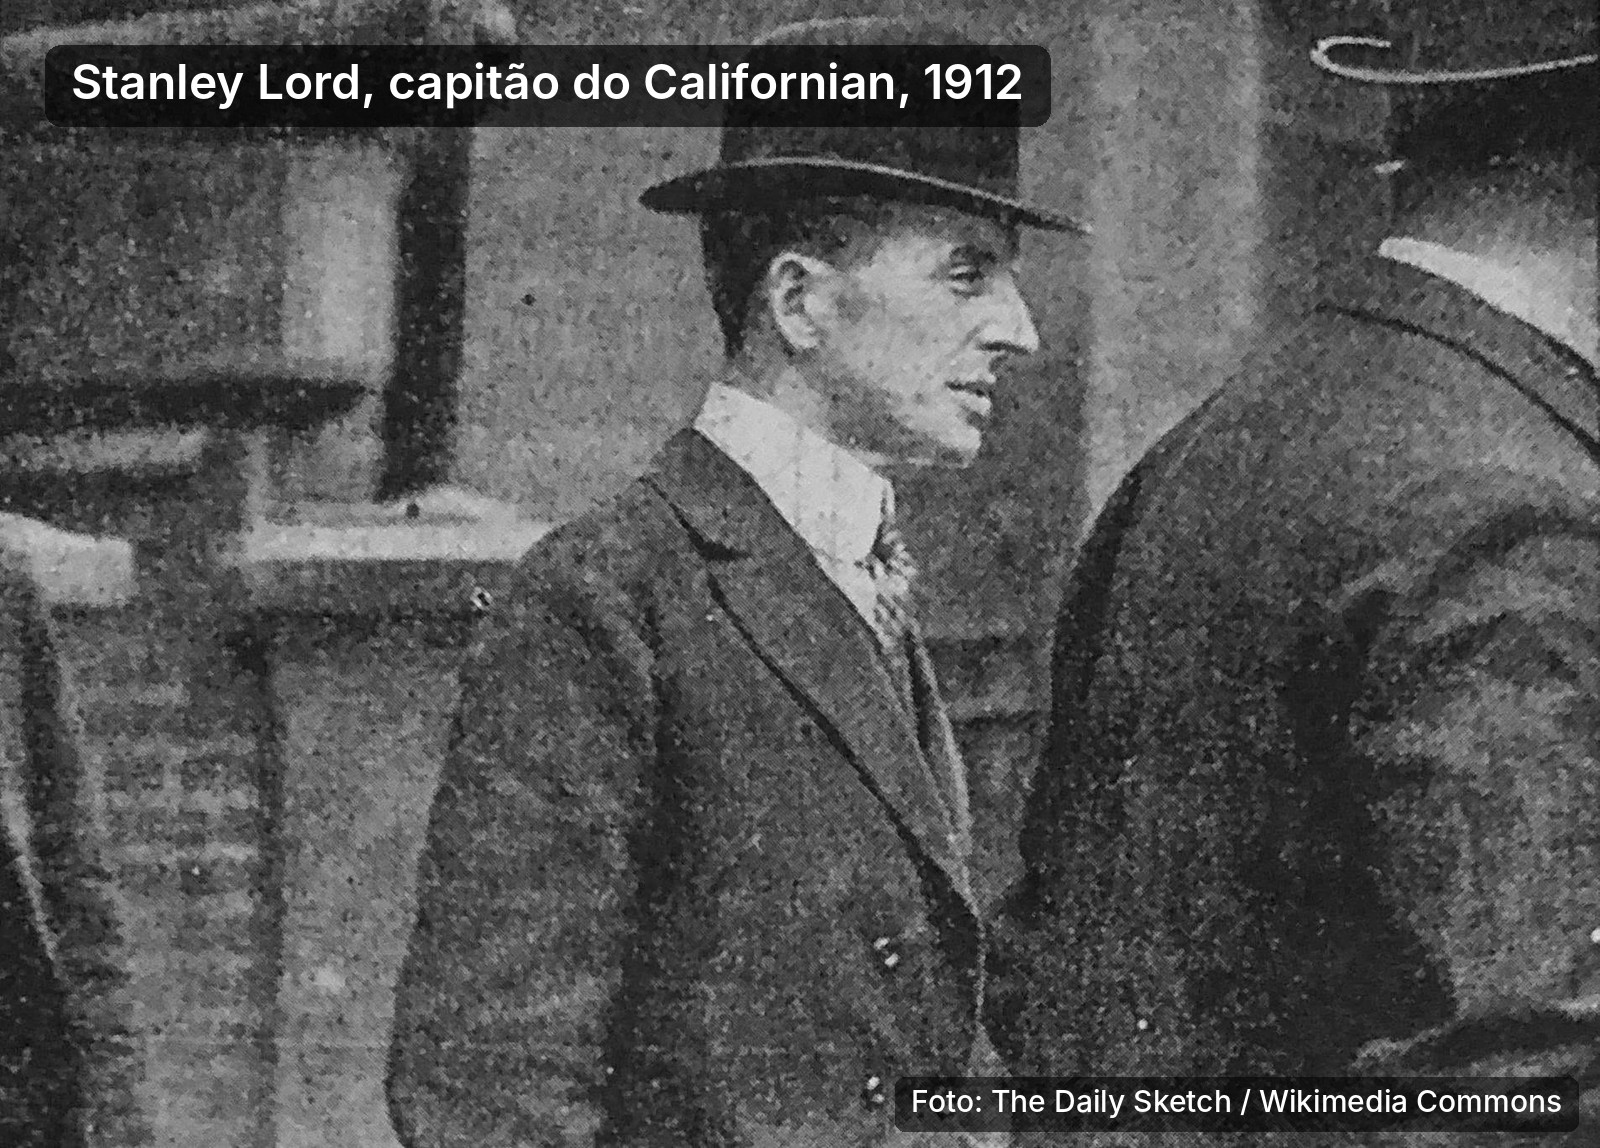 Stanley Lord, capitão do Californian, 1912
Foto: The Daily Sketch / Wikimedia Commons